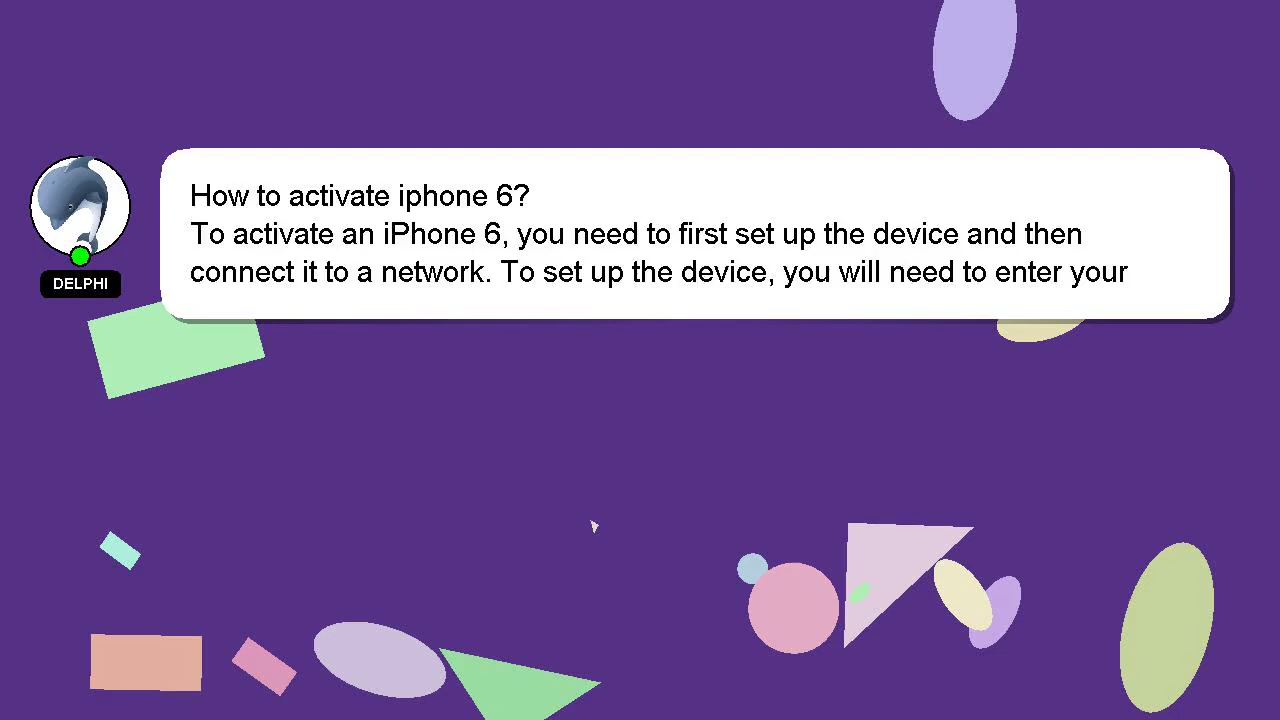 How to activate iphone 6?
To activate an iPhone 6, you need to first set up the device and then
connect it to a network. To set up the device, you will need to enter your
DELPHI